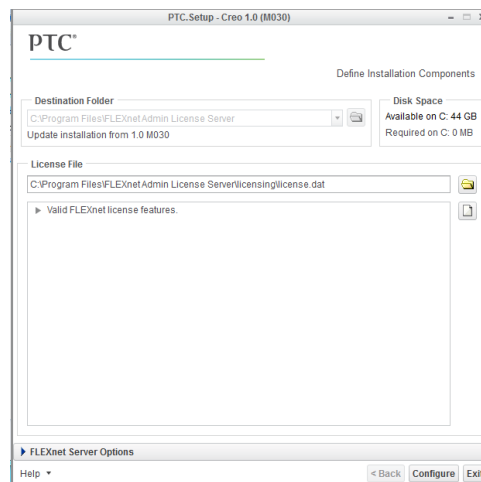 PTC.Setup - Creo 1.0 (M030)
PTC®
Define Installation Components
Destination Folder
C:\Program Files\FLEXnet Admin License Server
Update installation from 1.0 M030
Disk Space
Available on C: 44 GB
Required on C: 0 MB
License File
C:\Program Files\FLEXnet Admin License Server\licensing\license.dat
Valid FLEXnet license features.
FLEXnet Server Options
Help
< Back Configure Exit